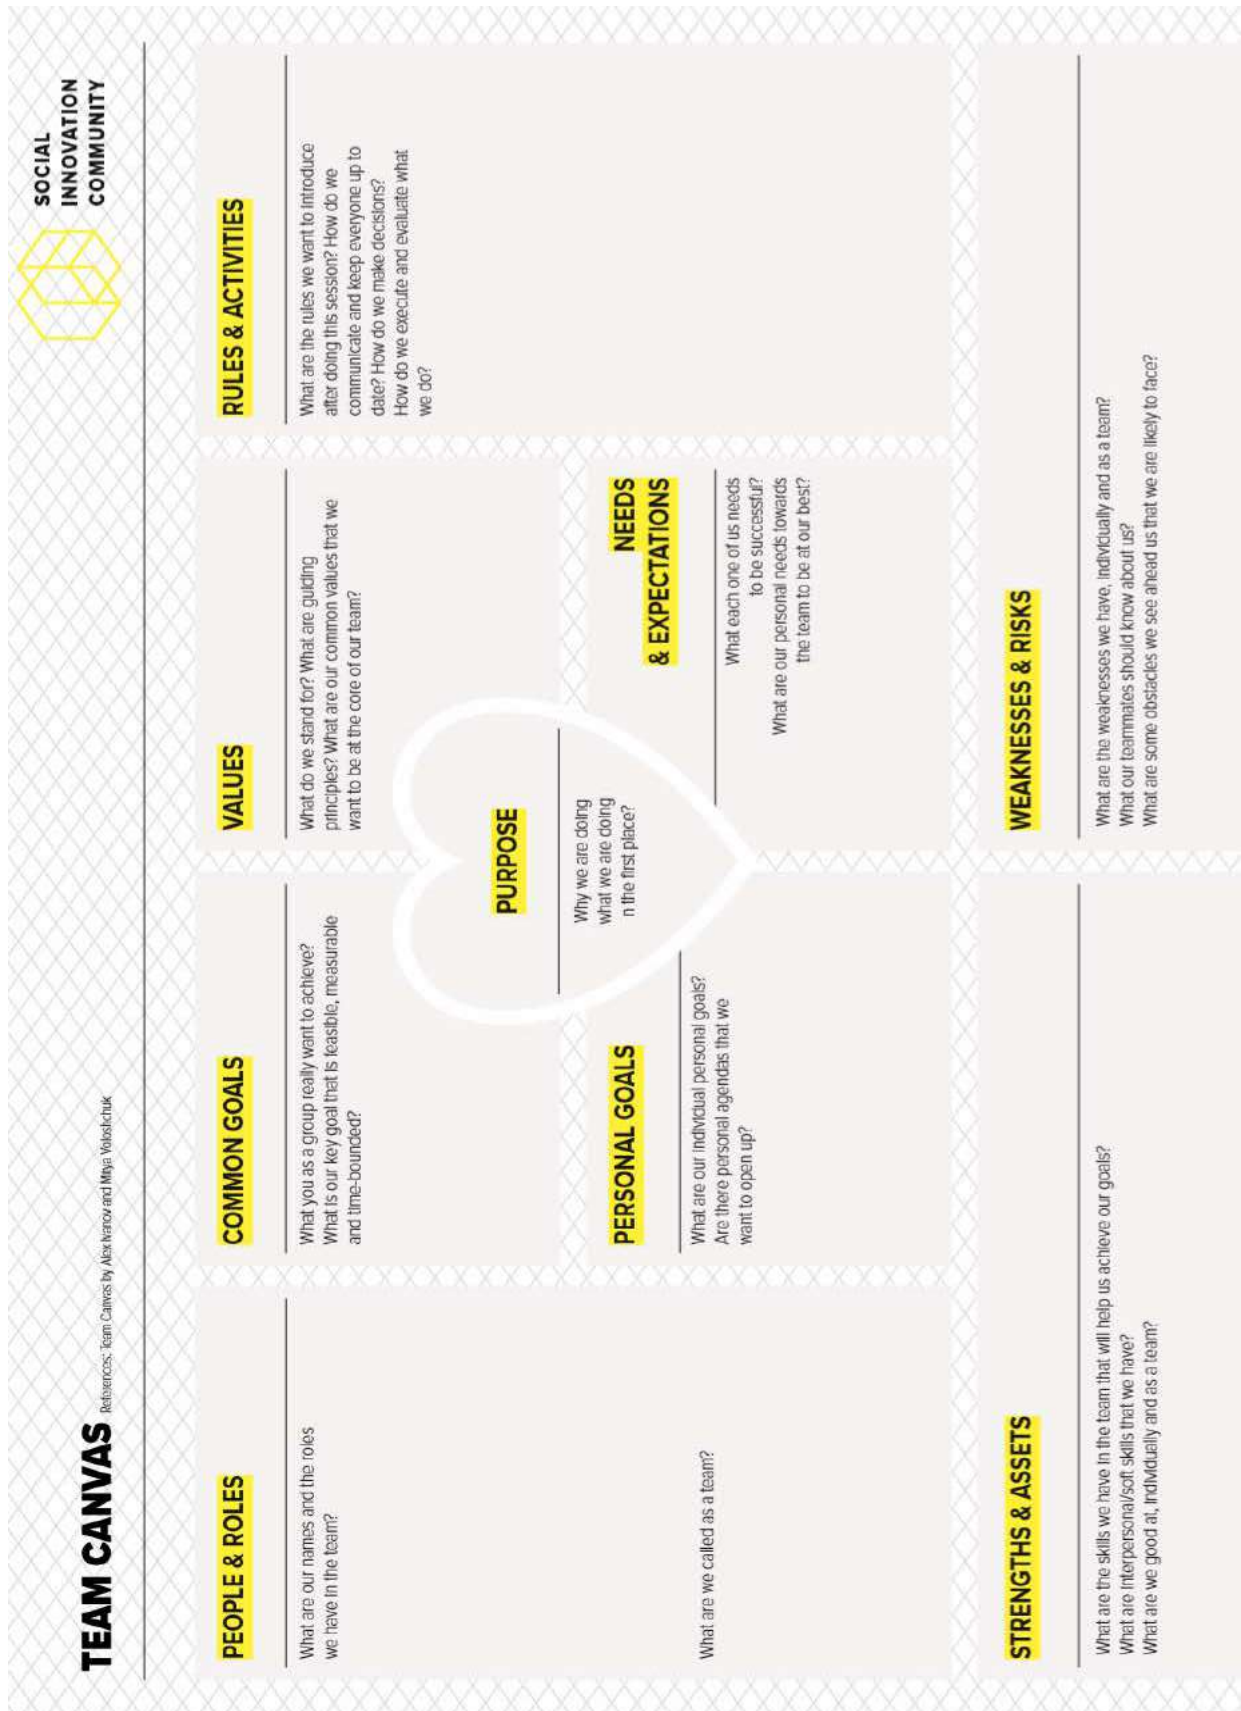 TEAM CANVAS
References: Team Canvas by Alex Ivanov and Mitya Voloshchuk
SOCIAL
INNOVATION
COMMUNITY
PEOPLE & ROLES
What are our names and the roles
we have in the team?
What are we called as a team?
COMMON GOALS
What you as a group really want to achieve?
What is our key goal that is feasible, measurable
and time-bounded?
VALUES
What do we stand for? What are guiding
principles? What are our common values that we
want to be at the core of our team?
RULES & ACTIVITIES
What are the rules we want to introduce
after doing this session? How do we
communicate and keep everyone up to
date? How do we make decisions?
How do we execute and evaluate what
we do?
PURPOSE
Why we are doing
what we are doing
n the first place?
PERSONAL GOALS
What are our individual personal goals?
Are there personal agendas that we
want to open up?
NEEDS
& EXPECTATIONS
What each one of us needs
to be successful?
What are our personal needs towards
the team to be at our best?
STRENGTHS & ASSETS
What are the skills we have in the team that will help us achieve our goals?
What are interpersonal/soft skills that we have?
What are we good at, individually and as a team?
WEAKNESSES & RISKS
What are the weaknesses we have, individually and as a team?
What our teammates should know about us?
What are some obstacles we see ahead us that we are likely to face?